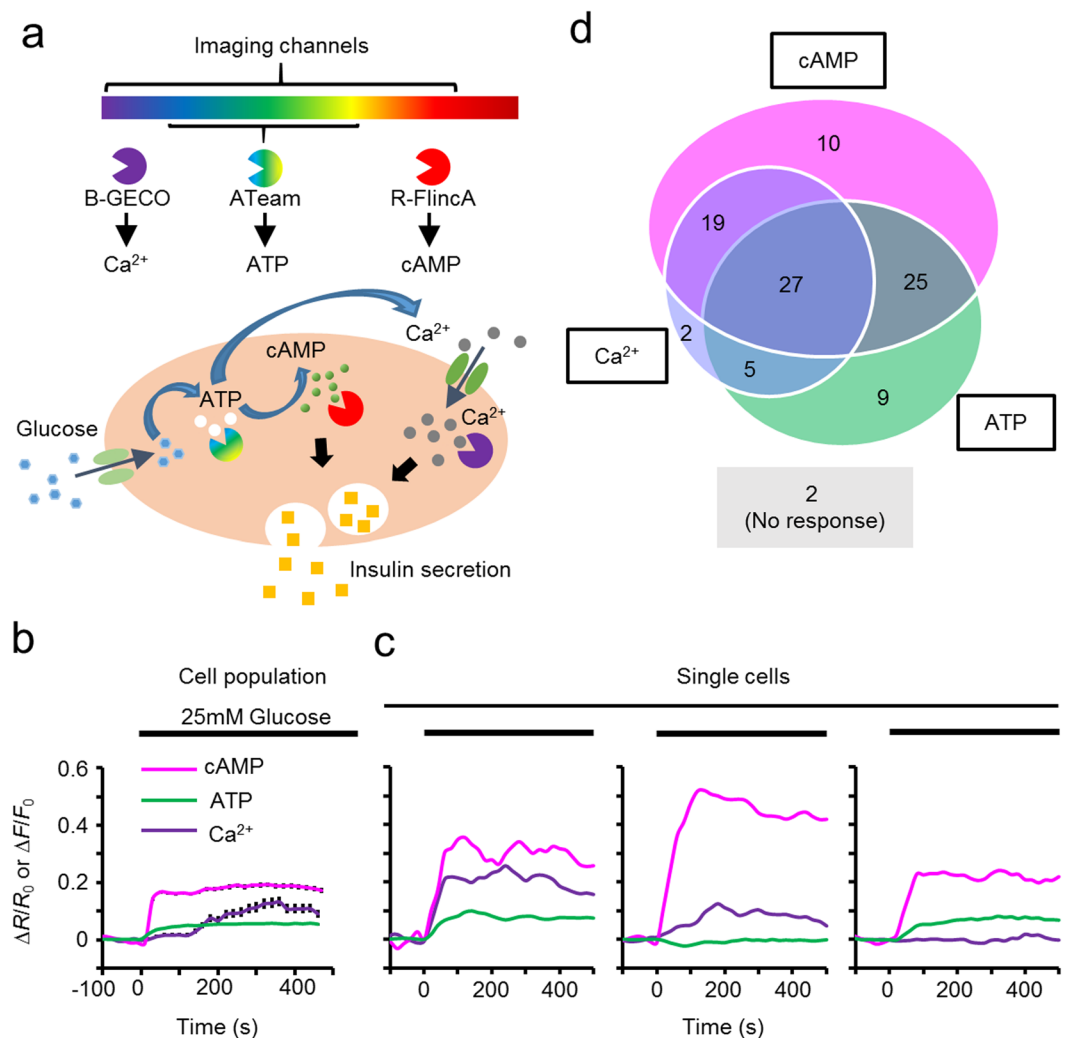 a
Imaging channels
B-GECO
ATeam
R-FlincA
Ca²⁺
ATP
cAMP
Ca²⁺
cAMP
ATP
Glucose
Ca²⁺
Insulin secretion
d
cAMP
10
19
27
25
2
5
9
Ca²⁺
ATP
2
(No response)
b
Cell population
25mM Glucose
cAMP
ATP
Ca²⁺
ΔR/R₀ or ΔF/F₀
0.6
0.4
0.2
0
-100 0 200 400
Time (s)
c
Single cells
0 200 400
0 200 400
0 200 400
Time (s)
Time (s)